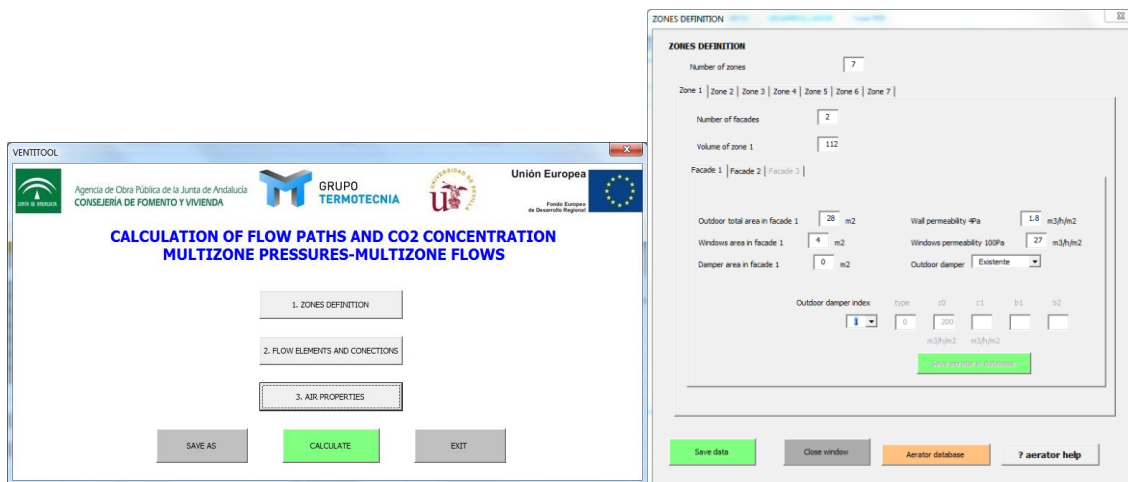 VENTITOOL
JUNTA DE ANDALUCIA
Agencia de Obra Pública de la Junta de Andalucía
CONSEJERÍA DE FOMENTO Y VIVIENDA
GRUPO
TERMOTECNIA
UNIVERSIDAD DE SEVILLA
Unión Europea
Fondo Europeo
de Desarrollo Regional
CALCULATION OF FLOW PATHS AND CO2 CONCENTRATION
MULTIZONE PRESSURES-MULTIZONE FLOWS
1. ZONES DEFINITION
2. FLOW ELEMENTS AND CONECTIONS
3. AIR PROPERTIES
SAVE AS CALCULATE EXIT
ZONES DEFINITION
ZONES DEFINITION
Number of zones 7
Zone 1 Zone 2 Zone 3 Zone 4 Zone 5 Zone 6 Zone 7
Number of facades 2
Volume of zone 1 112
Facade 1 Facade 2 Facade 3
Outdoor total area in facade 1 28 m2 Wall permeability 4Pa 1.8 m3/h/m2
Windows area in facade 1 4 m2 Windows permeability 100Pa 27 m3/h/m2
Damper area in facade 1 0 m2 Outdoor damper Existente
Outdoor damper index type c0 c1 b1 b2
1 0 200
m3/h/m2 m3/h/m2
Save data Close window Aerator database ? aerator help